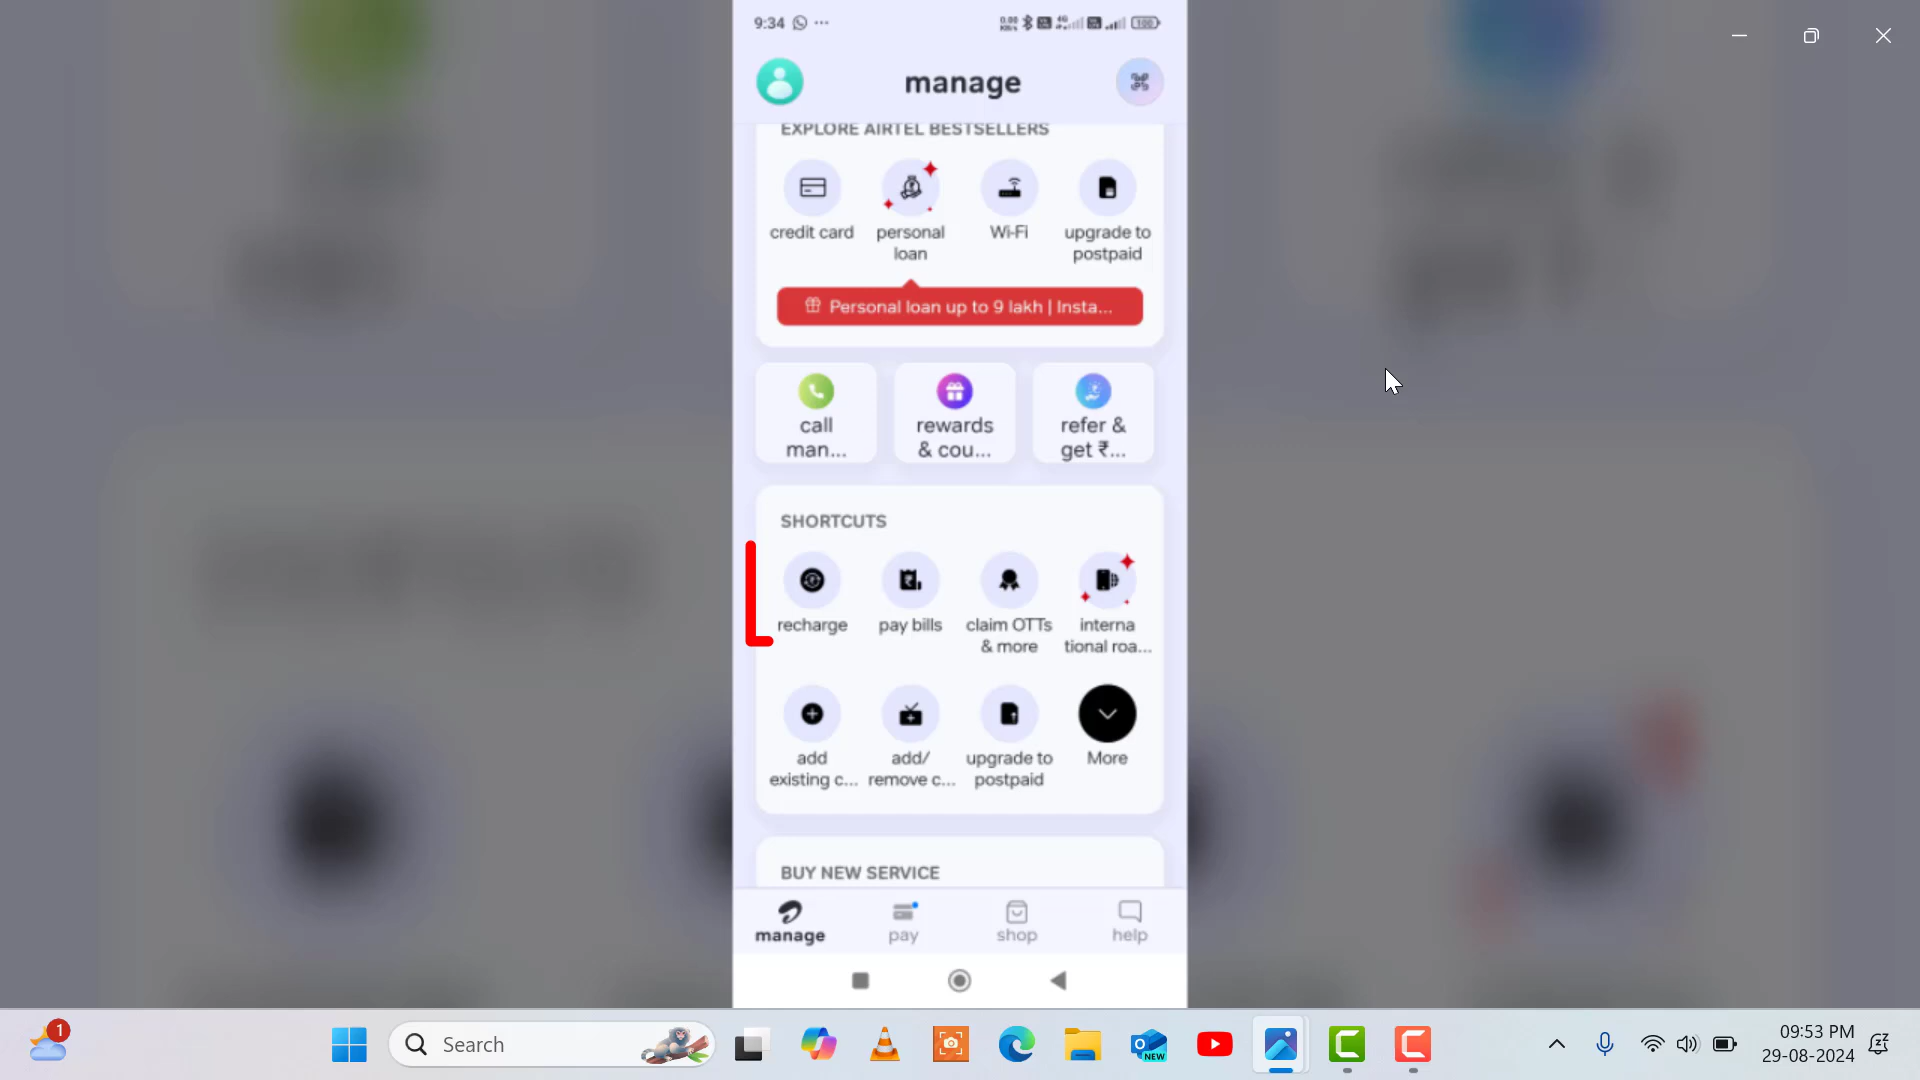 9:34
manage
EXPLORE AIRTEL BESTSELLERS
credit card
personal loan
Wi-Fi
upgrade to postpaid
Personal loan up to 9 lakh | Insta...
call man...
rewards & cou...
refer & get ₹...
SHORTCUTS
recharge
pay bills
claim OTTs & more
interna tional roa...
add existing c...
add/ remove c...
upgrade to postpaid
More
BUY NEW SERVICE
manage
pay
shop
help
1
Search
NEW
09:53 PM
29-08-2024